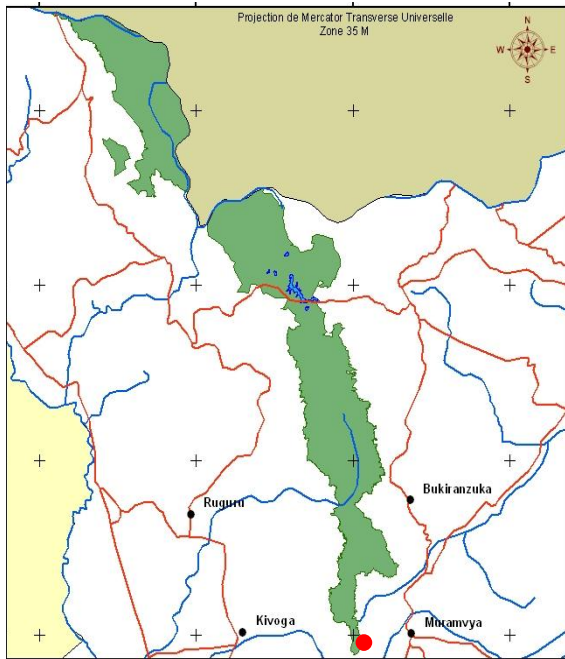 Projection de Mercator Transverse Universelle
Zone 35 M
N
W E
S
Bukiranzuka
Ruguru
Kivoga
Muramvya